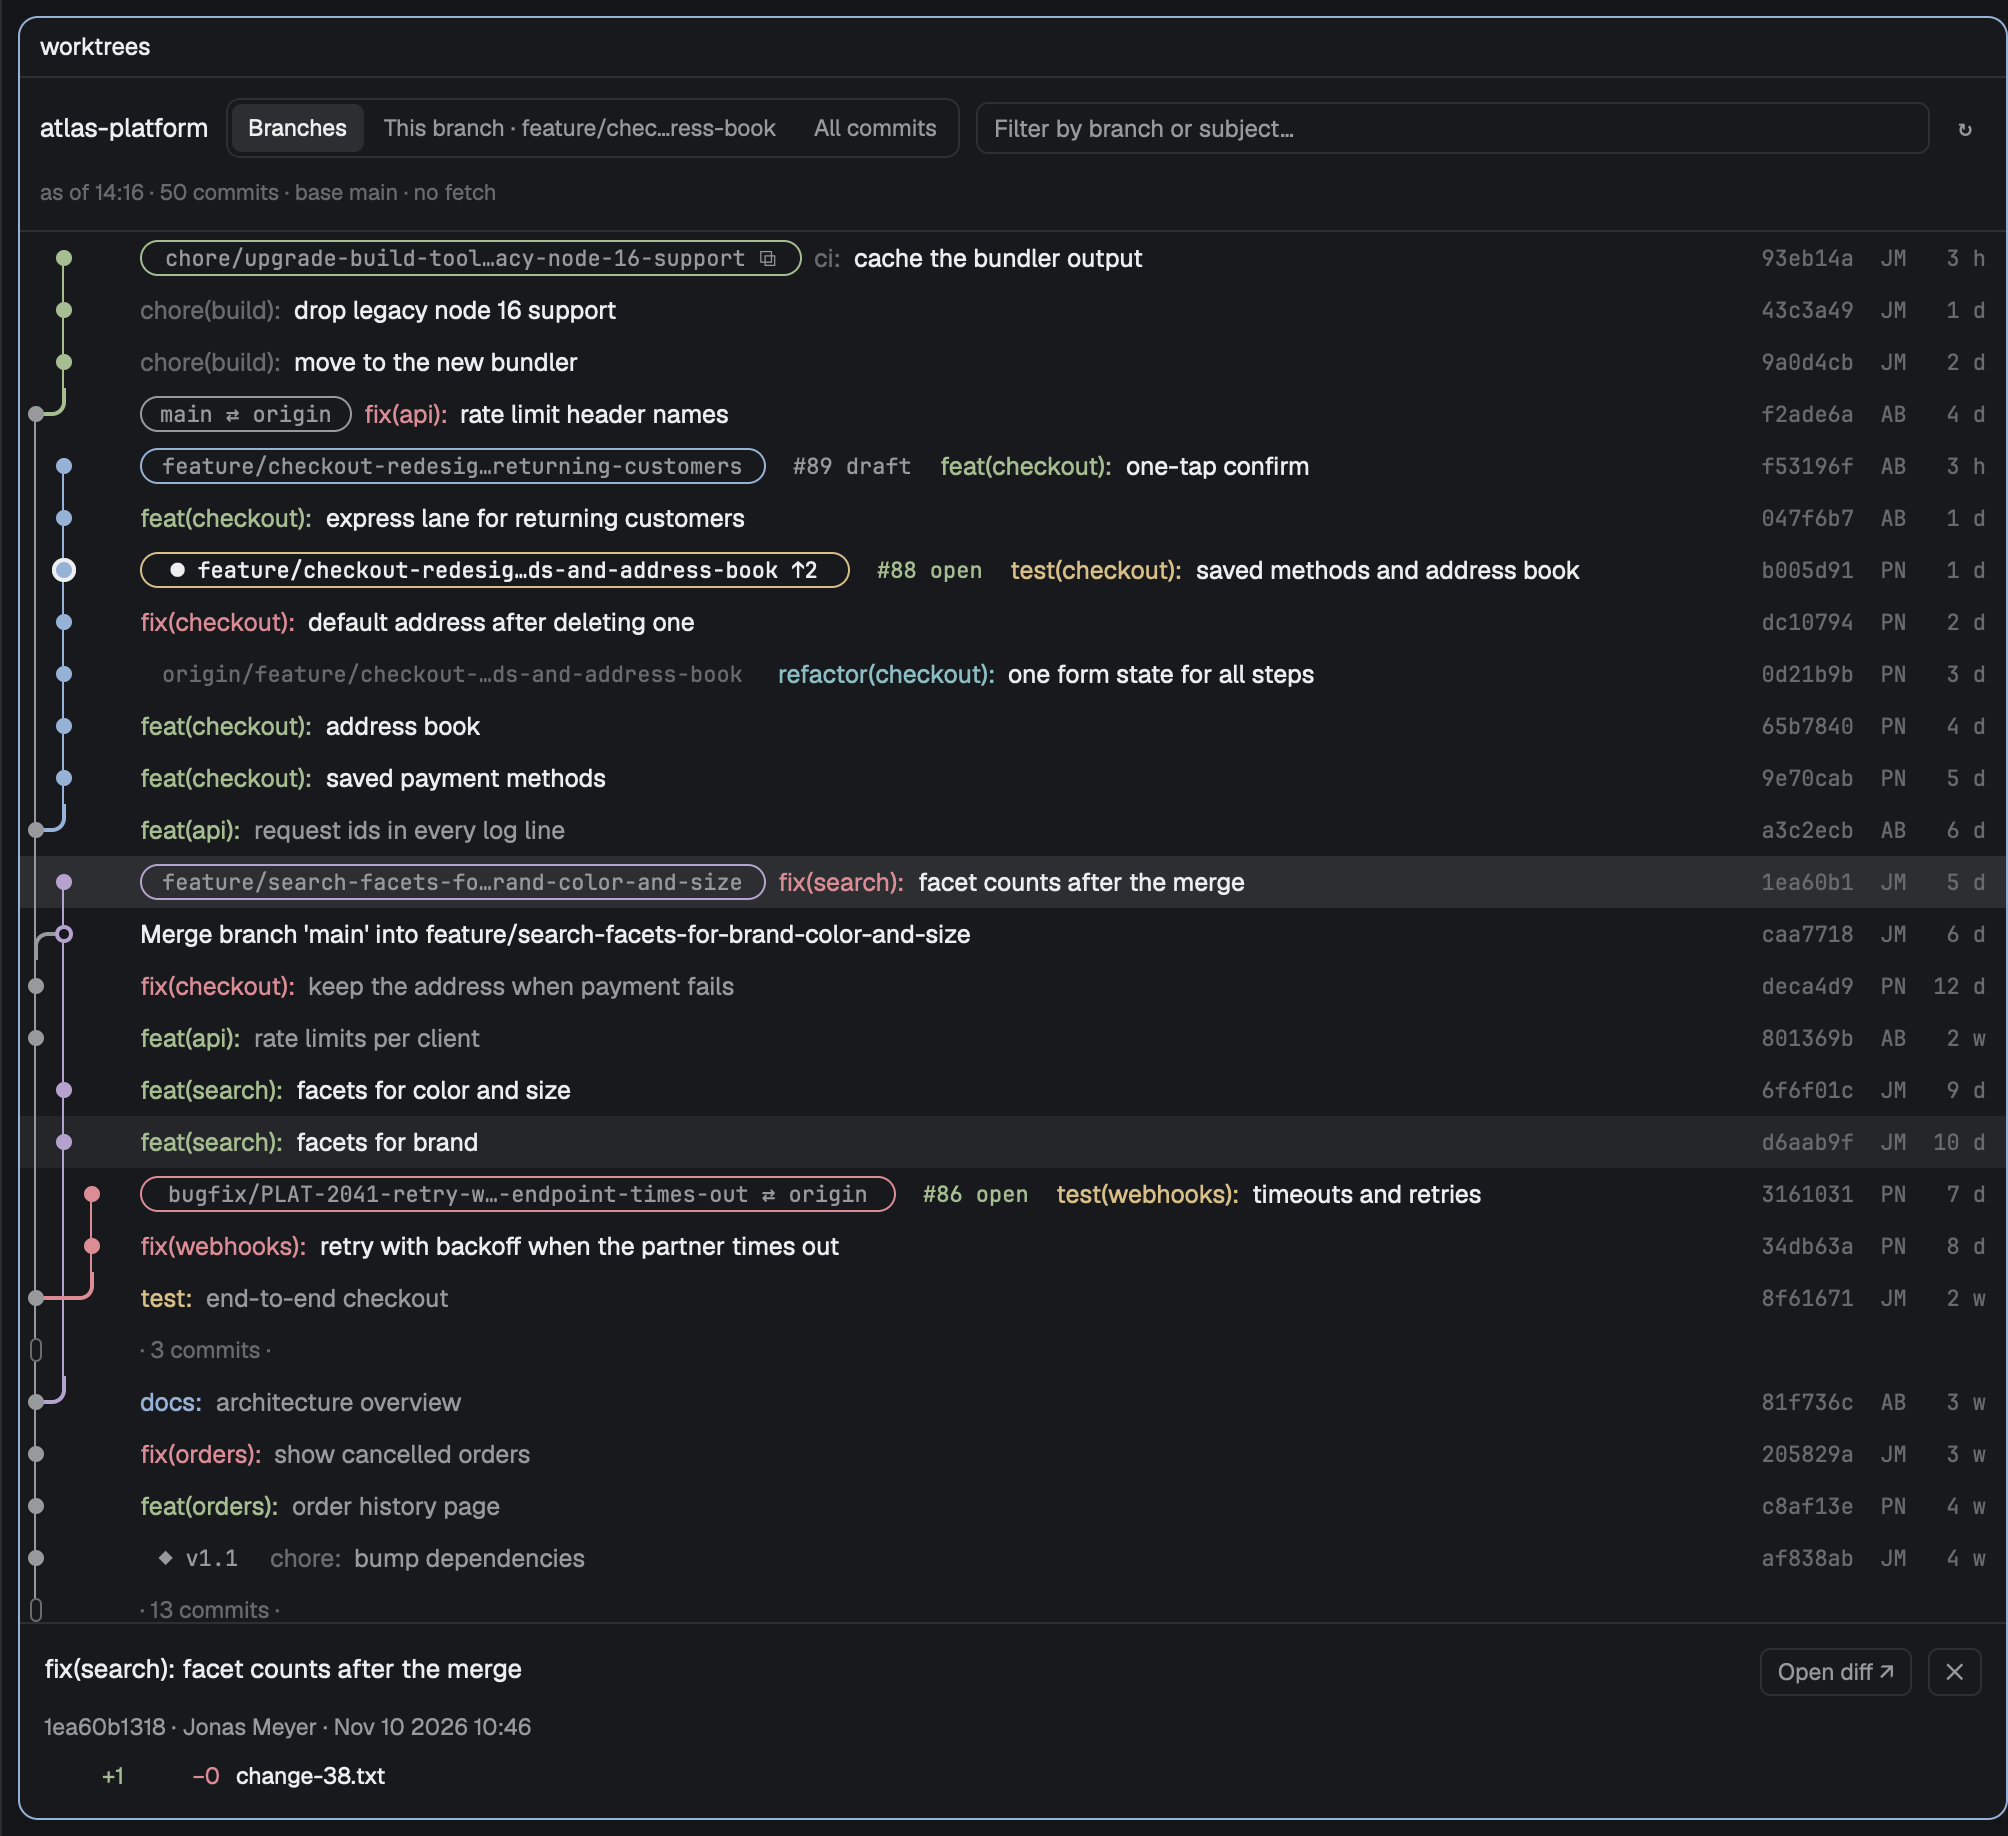 worktrees
atlas-platform Branches This branch · feature/chec…ress-book All commits Filter by branch or subject… ↻
as of 14:16 · 50 commits · base main · no fetch
chore/upgrade-build-tool…acy-node-16-support ⧉ ci: cache the bundler output 93eb14a JM 3 h
chore(build): drop legacy node 16 support 43c3a49 JM 1 d
chore(build): move to the new bundler 9a0d4cb JM 2 d
main ⇄ origin fix(api): rate limit header names f2ade6a AB 4 d
feature/checkout-redesig…returning-customers #89 draft feat(checkout): one-tap confirm f53196f AB 3 h
feat(checkout): express lane for returning customers 047f6b7 AB 1 d
● feature/checkout-redesig…ds-and-address-book ↑2 #88 open test(checkout): saved methods and address book b005d91 PN 1 d
fix(checkout): default address after deleting one dc10794 PN 2 d
origin/feature/checkout-…ds-and-address-book refactor(checkout): one form state for all steps 0d21b9b PN 3 d
feat(checkout): address book 65b7840 PN 4 d
feat(checkout): saved payment methods 9e70cab PN 5 d
feat(api): request ids in every log line a3c2ecb AB 6 d
feature/search-facets-fo…rand-color-and-size fix(search): facet counts after the merge 1ea60b1 JM 5 d
Merge branch 'main' into feature/search-facets-for-brand-color-and-size caa7718 JM 6 d
fix(checkout): keep the address when payment fails deca4d9 PN 12 d
feat(api): rate limits per client 801369b AB 2 w
feat(search): facets for color and size 6f6f01c JM 9 d
feat(search): facets for brand d6aab9f JM 10 d
bugfix/PLAT-2041-retry-w…-endpoint-times-out ⇄ origin #86 open test(webhooks): timeouts and retries 3161031 PN 7 d
fix(webhooks): retry with backoff when the partner times out 34db63a PN 8 d
test: end-to-end checkout 8f61671 JM 2 w
· 3 commits ·
docs: architecture overview 81f736c AB 3 w
fix(orders): show cancelled orders 205829a JM 3 w
feat(orders): order history page c8af13e PN 4 w
◆ v1.1 chore: bump dependencies af838ab JM 4 w
· 13 commits ·
fix(search): facet counts after the merge Open diff ↗ ✕
1ea60b1318 · Jonas Meyer · Nov 10 2026 10:46
+1 −0 change-38.txt